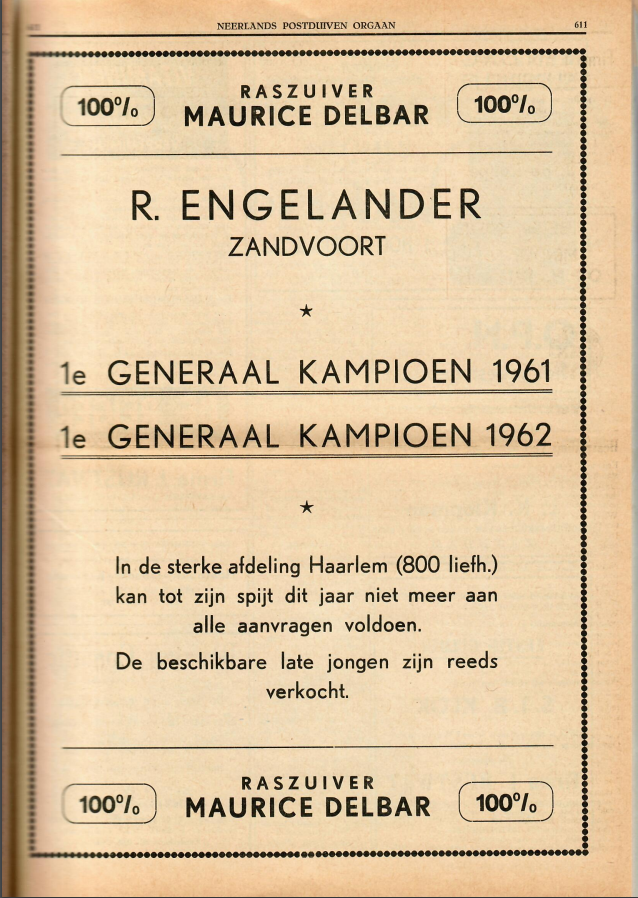 NEERLANDS POSTDUIVEN ORGAAN 611
100% RASZUIVER 100%
MAURICE DELBAR
R. ENGELANDER
ZANDVOORT
1e GENERAAL KAMPIOEN 1961
1e GENERAAL KAMPIOEN 1962
In de sterke afdeling Haarlem (800 liefh.)
kan tot zijn spijt dit jaar niet meer aan
alle aanvragen voldoen.
De beschikbare late jongen zijn reeds
verkocht.
100% RASZUIVER 100%
MAURICE DELBAR